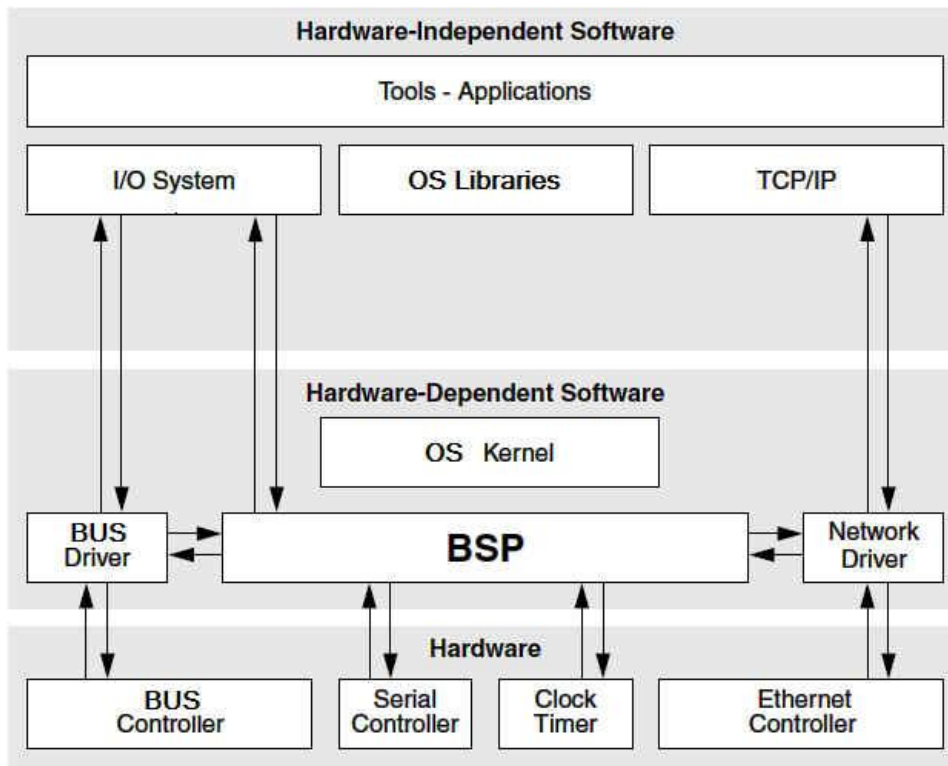 Hardware-Independent Software
Tools - Applications
I/O System
OS Libraries
TCP/IP
Hardware-Dependent Software
OS Kernel
BUS
Driver
BSP
Network
Driver
Hardware
BUS
Controller
Serial
Controller
Clock
Timer
Ethernet
Controller